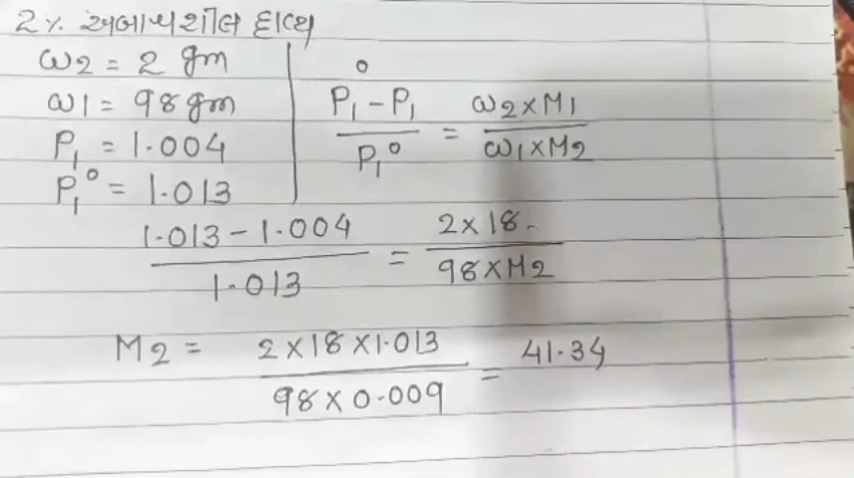 2% અબાષ્પશીલ દ્રાવ્ય
ω2 = 2 gm
ω1 = 98 gm
P₁ = 1.004
P₁° = 1.013
(P₁° - P₁) / P₁° = (ω2 × M1) / (ω1 × M2)
(1.013 - 1.004) / 1.013 = (2 × 18) / (98 × M2)
M2 = (2 × 18 × 1.013) / (98 × 0.009) = 41.34